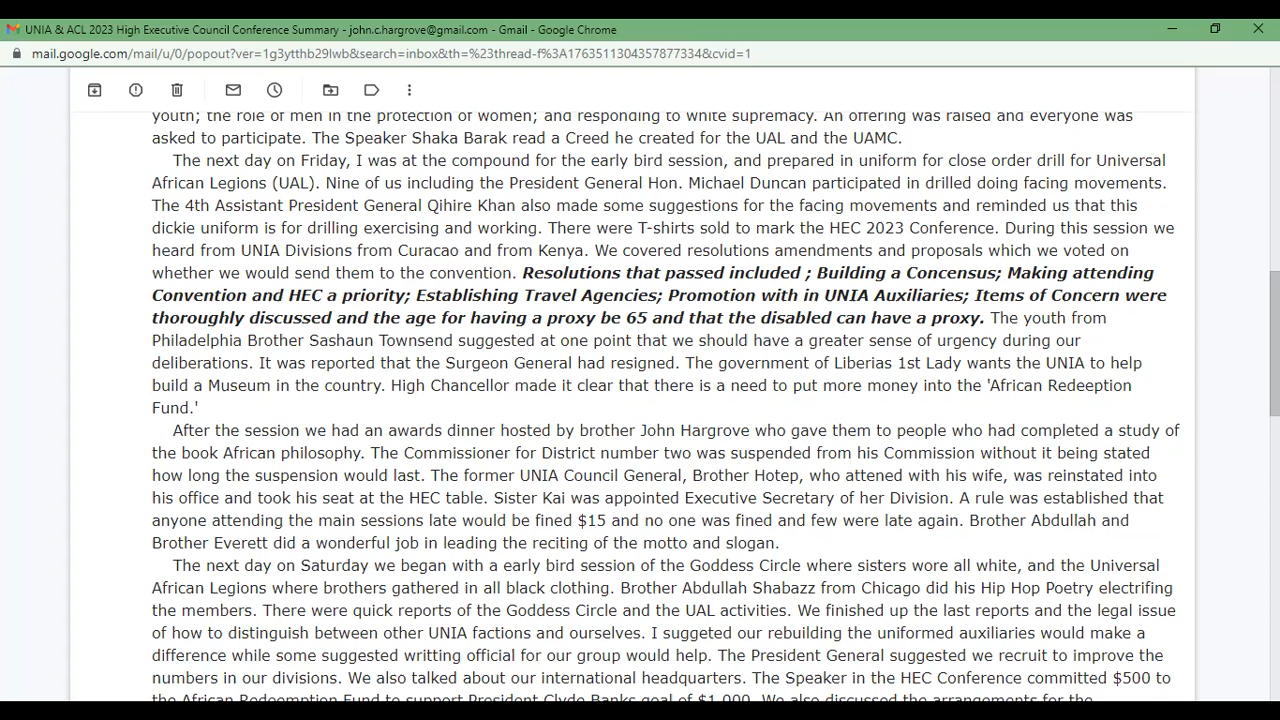 UNIA & ACL 2023 High Executive Council Conference Summary - john.c.hargrove@gmail.com - Gmail - Google Chrome
mail.google.com/mail/u/0/popout?ver=1g3ytthb29lwb&search=inbox&th=%23thread-f%3A1763511304357877334&cvid=1
youth; the role of men in the protection of women; and responding to white supremacy. An offering was raised and everyone was
asked to participate. The Speaker Shaka Barak read a Creed he created for the UAL and the UAMC.
The next day on Friday, I was at the compound for the early bird session, and prepared in uniform for close order drill for Universal
African Legions (UAL). Nine of us including the President General Hon. Michael Duncan participated in drilled doing facing movements.
The 4th Assistant President General Qihire Khan also made some suggestions for the facing movements and reminded us that this
dickie uniform is for drilling exercising and working. There were T-shirts sold to mark the HEC 2023 Conference. During this session we
heard from UNIA Divisions from Curacao and from Kenya. We covered resolutions amendments and proposals which we voted on
whether we would send them to the convention. Resolutions that passed included ; Building a Concensus; Making attending
Convention and HEC a priority; Establishing Travel Agencies; Promotion with in UNIA Auxiliaries; Items of Concern were
thoroughly discussed and the age for having a proxy be 65 and that the disabled can have a proxy. The youth from
Philadelphia Brother Sashaun Townsend suggested at one point that we should have a greater sense of urgency during our
deliberations. It was reported that the Surgeon General had resigned. The government of Liberias 1st Lady wants the UNIA to help
build a Museum in the country. High Chancellor made it clear that there is a need to put more money into the 'African Redeeption
Fund.'
After the session we had an awards dinner hosted by brother John Hargrove who gave them to people who had completed a study of
the book African philosophy. The Commissioner for District number two was suspended from his Commission without it being stated
how long the suspension would last. The former UNIA Council General, Brother Hotep, who attened with his wife, was reinstated into
his office and took his seat at the HEC table. Sister Kai was appointed Executive Secretary of her Division. A rule was established that
anyone attending the main sessions late would be fined $15 and no one was fined and few were late again. Brother Abdullah and
Brother Everett did a wonderful job in leading the reciting of the motto and slogan.
The next day on Saturday we began with a early bird session of the Goddess Circle where sisters wore all white, and the Universal
African Legions where brothers gathered in all black clothing. Brother Abdullah Shabazz from Chicago did his Hip Hop Poetry electrifing
the members. There were quick reports of the Goddess Circle and the UAL activities. We finished up the last reports and the legal issue
of how to distinguish between other UNIA factions and ourselves. I suggeted our rebuilding the uniformed auxiliaries would make a
difference while some suggested writting official for our group would help. The President General suggested we recruit to improve the
numbers in our divisions. We also talked about our international headquarters. The Speaker in the HEC Conference committed $500 to
the African Redemption Fund to support President Clyde Banks goal of $1,000. We also discussed the arrangements for the